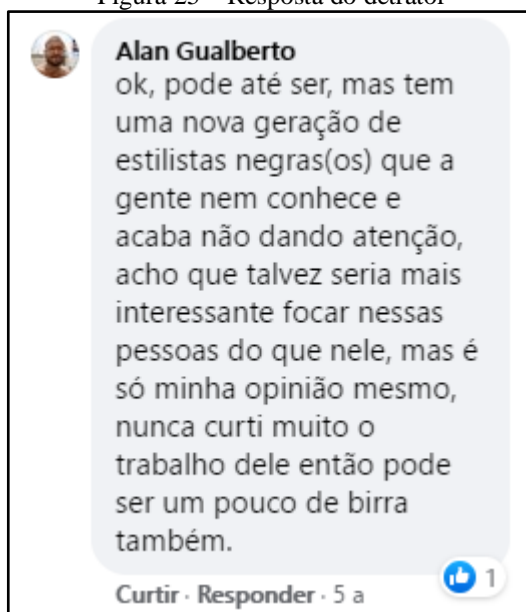 Figura 23 – Resposta do detrator
Alan Gualberto
ok, pode até ser, mas tem
uma nova geração de
estilistas negras(os) que a
gente nem conhece e
acaba não dando atenção,
acho que talvez seria mais
interessante focar nessas
pessoas do que nele, mas é
só minha opinião mesmo,
nunca curti muito o
trabalho dele então pode
ser um pouco de birra
também.
1
Curtir · Responder · 5 a